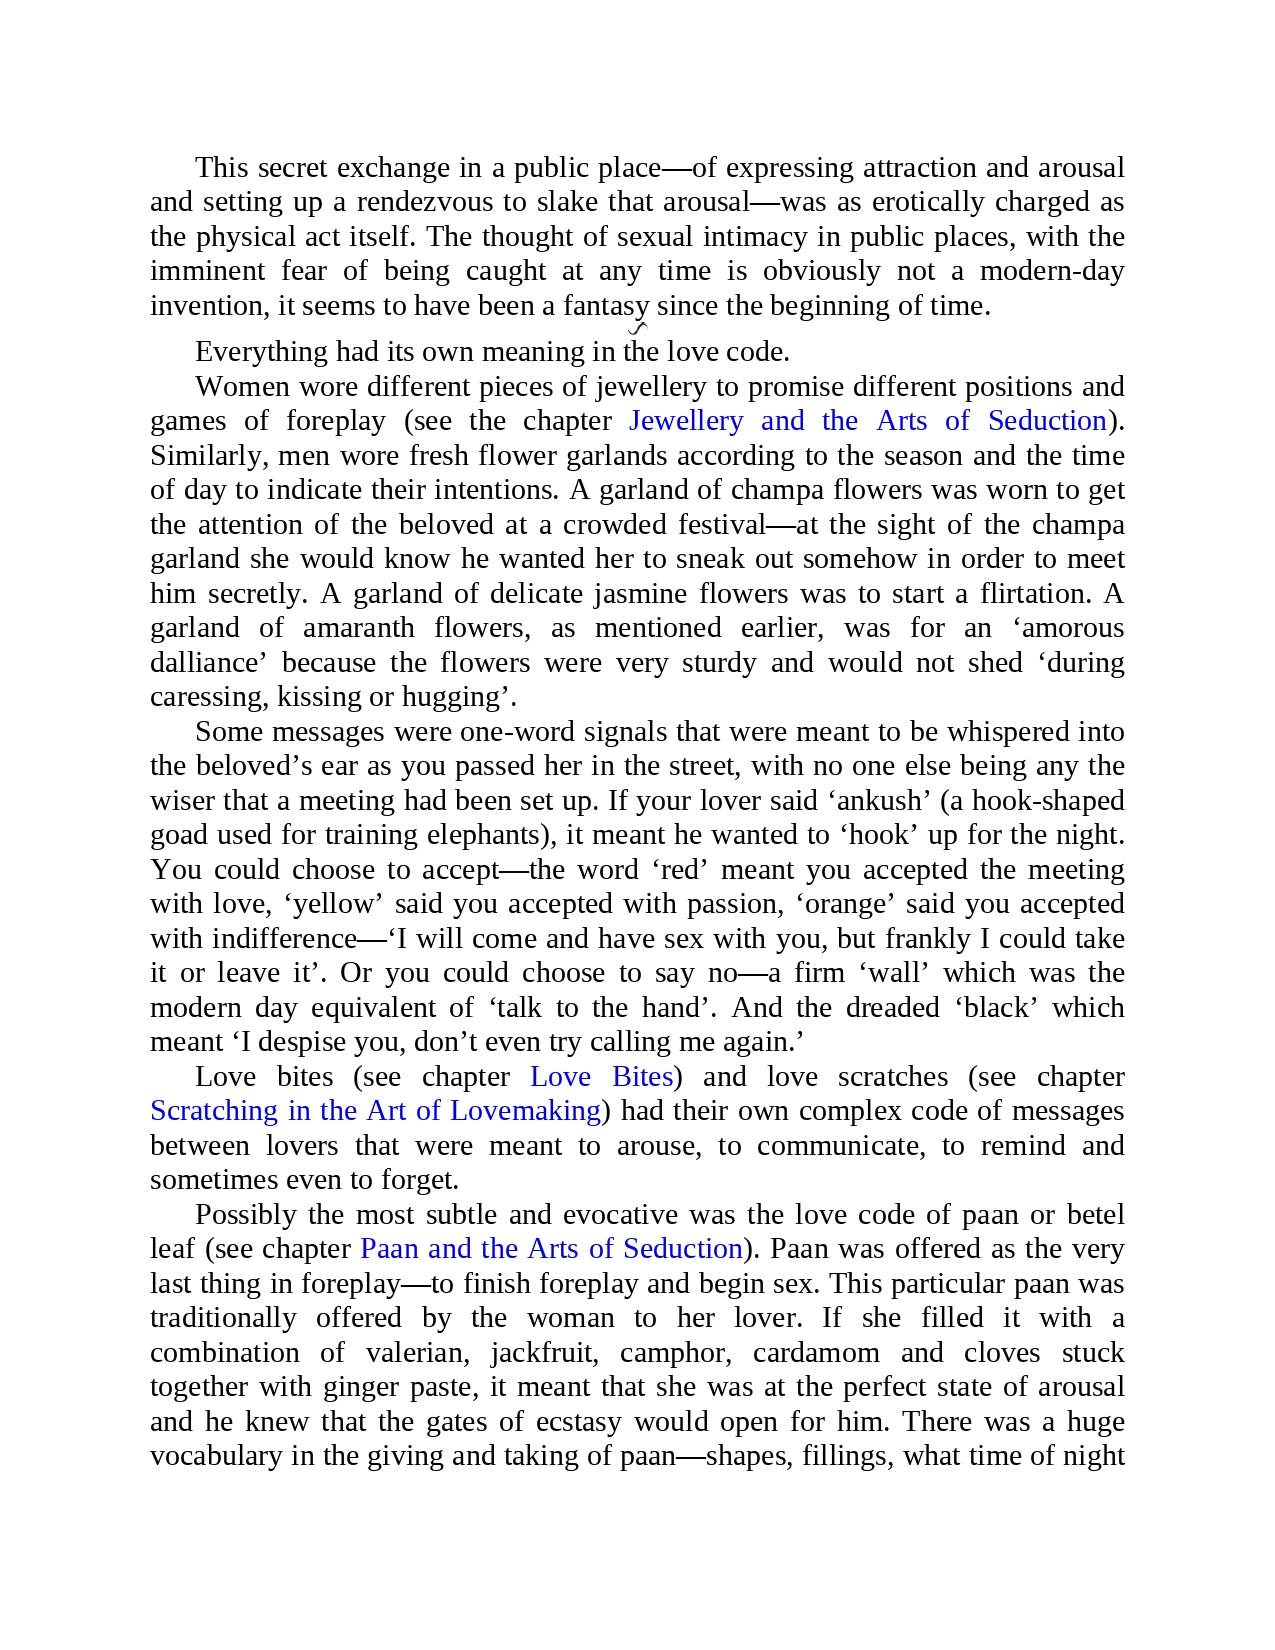 This secret exchange in a public place—of expressing attraction and arousal
and setting up a rendezvous to slake that arousal—was as erotically charged as
the physical act itself. The thought of sexual intimacy in public places, with the
imminent fear of being caught at any time is obviously not a modern-day
invention, it seems to have been a fantasy since the beginning of time.
Everything had its own meaning in the love code.
Women wore different pieces of jewellery to promise different positions and
games of foreplay (see the chapter Jewellery and the Arts of Seduction).
Similarly, men wore fresh flower garlands according to the season and the time
of day to indicate their intentions. A garland of champa flowers was worn to get
the attention of the beloved at a crowded festival—at the sight of the champa
garland she would know he wanted her to sneak out somehow in order to meet
him secretly. A garland of delicate jasmine flowers was to start a flirtation. A
garland of amaranth flowers, as mentioned earlier, was for an ‘amorous
dalliance’ because the flowers were very sturdy and would not shed ‘during
caressing, kissing or hugging’.
Some messages were one-word signals that were meant to be whispered into
the beloved’s ear as you passed her in the street, with no one else being any the
wiser that a meeting had been set up. If your lover said ‘ankush’ (a hook-shaped
goad used for training elephants), it meant he wanted to ‘hook’ up for the night.
You could choose to accept—the word ‘red’ meant you accepted the meeting
with love, ‘yellow’ said you accepted with passion, ‘orange’ said you accepted
with indifference—‘I will come and have sex with you, but frankly I could take
it or leave it’. Or you could choose to say no—a firm ‘wall’ which was the
modern day equivalent of ‘talk to the hand’. And the dreaded ‘black’ which
meant ‘I despise you, don’t even try calling me again.’
Love bites (see chapter Love Bites) and love scratches (see chapter
Scratching in the Art of Lovemaking) had their own complex code of messages
between lovers that were meant to arouse, to communicate, to remind and
sometimes even to forget.
Possibly the most subtle and evocative was the love code of paan or betel
leaf (see chapter Paan and the Arts of Seduction). Paan was offered as the very
last thing in foreplay—to finish foreplay and begin sex. This particular paan was
traditionally offered by the woman to her lover. If she filled it with a
combination of valerian, jackfruit, camphor, cardamom and cloves stuck
together with ginger paste, it meant that she was at the perfect state of arousal
and he knew that the gates of ecstasy would open for him. There was a huge
vocabulary in the giving and taking of paan—shapes, fillings, what time of night